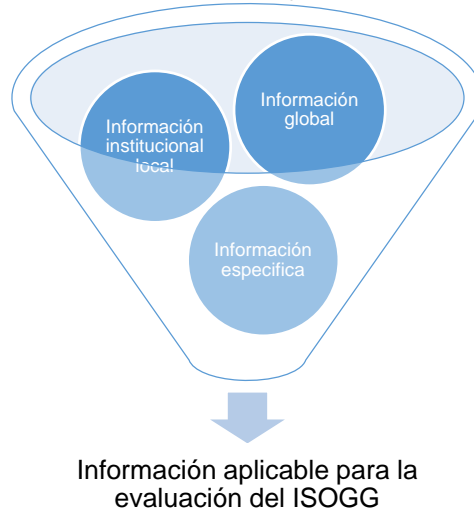 Información
global
Información
institucional
local
Información
especifica
Información aplicable para la
evaluación del ISOGG